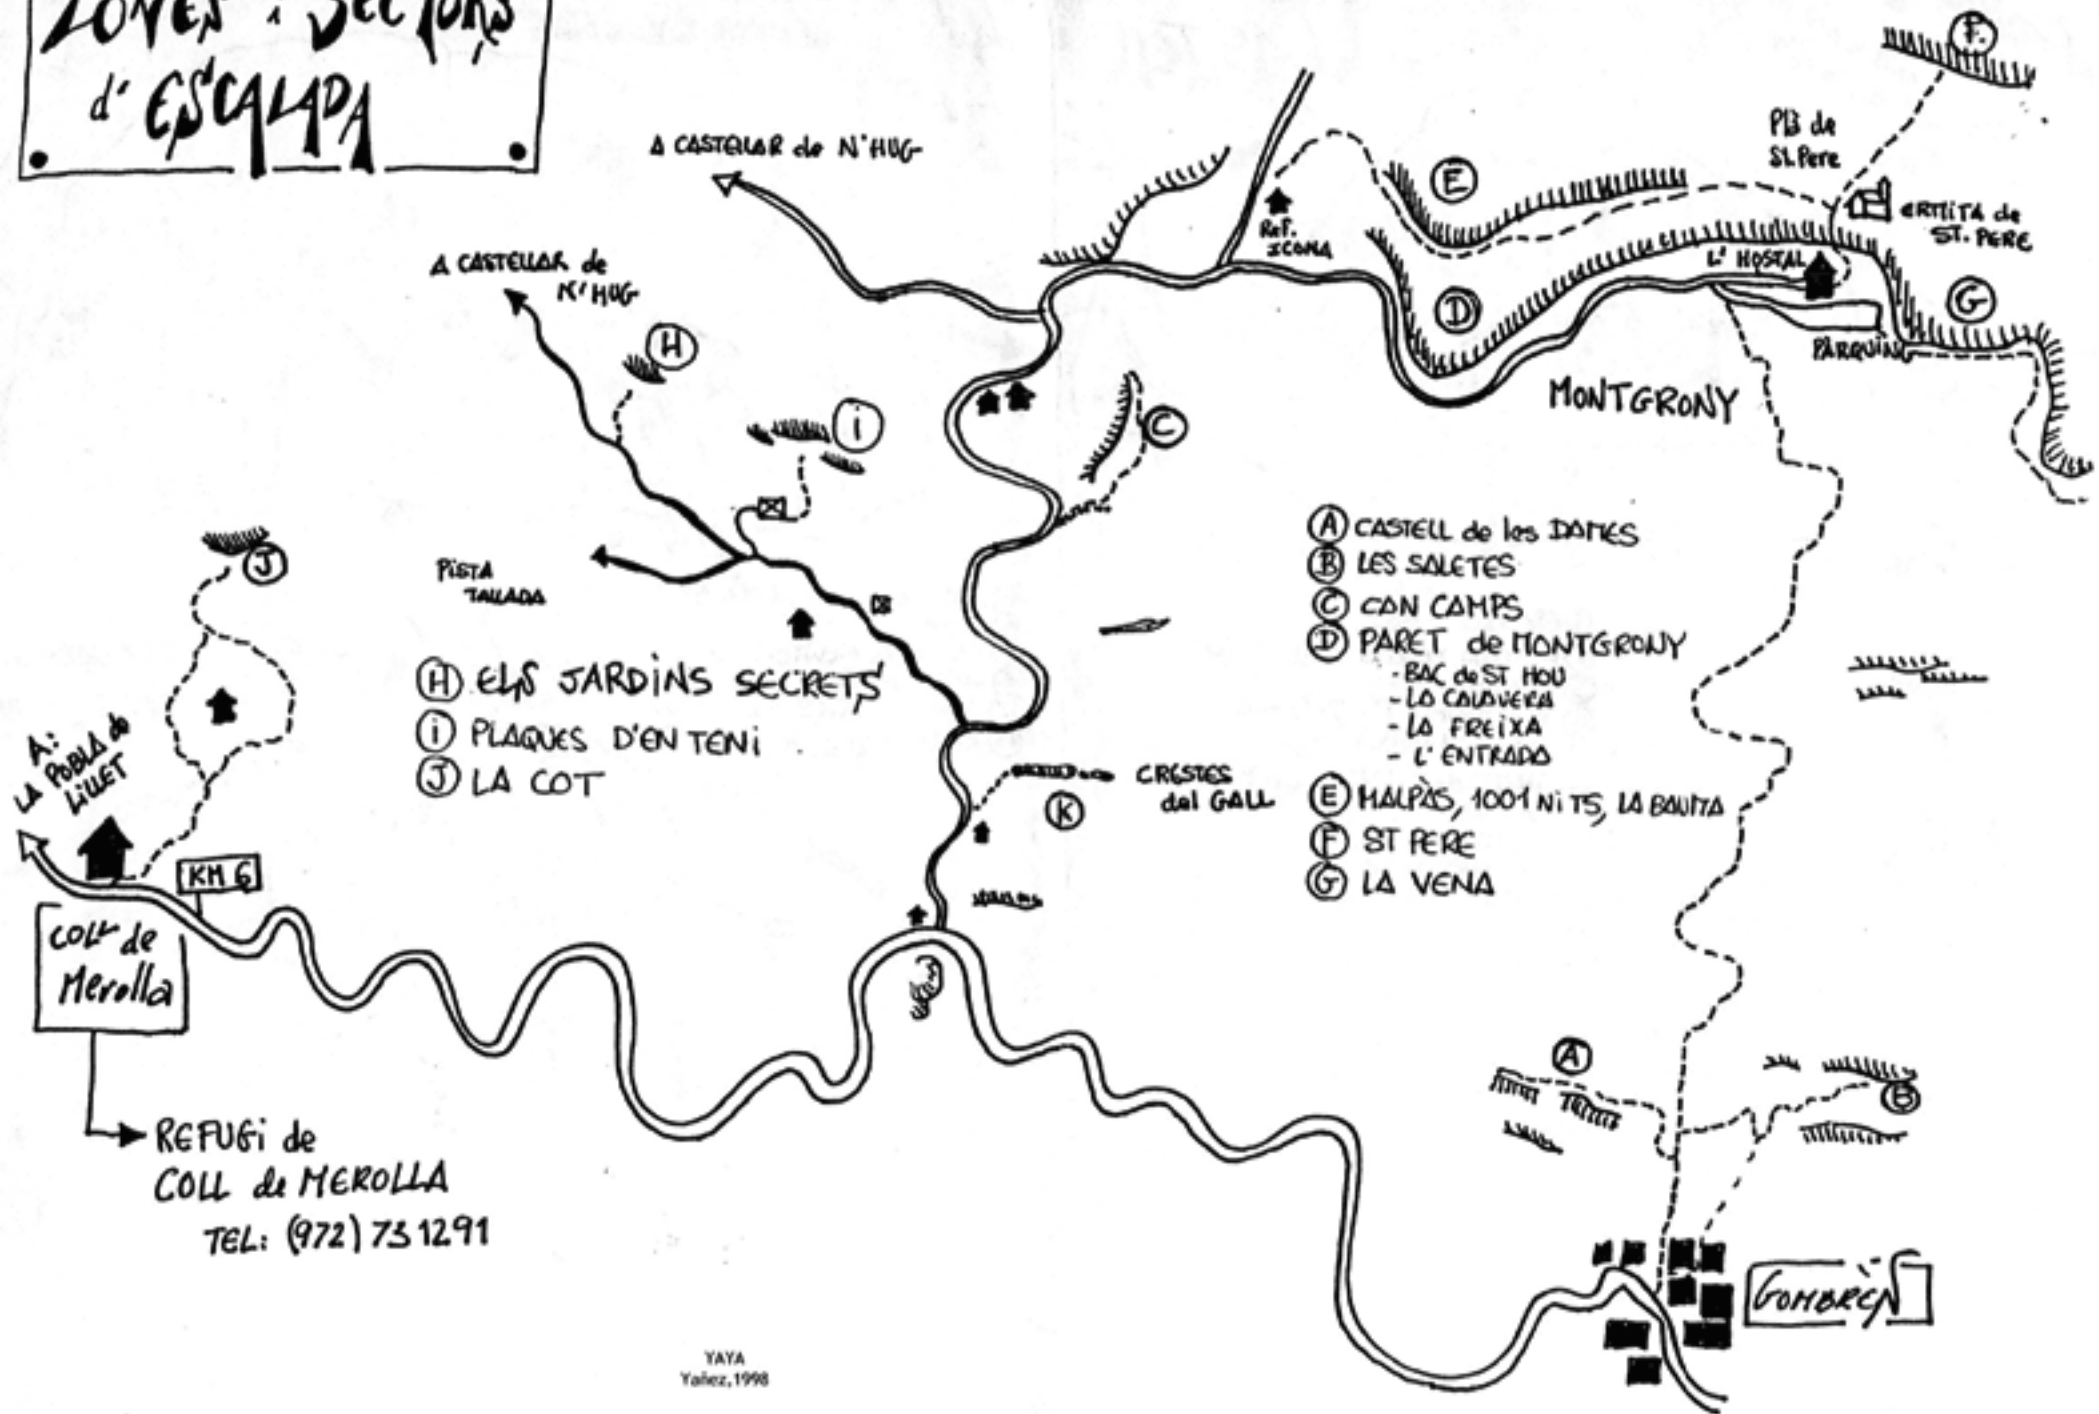 ZONES i SECTORS
d'ESCALADA
A CASTELLAR de N'HUG
A CASTELLAR de
N'HUG
F
Plà de
St. Pere
ERMITA de
ST. PERE
E
REF.
ICONA
L'HOSTAL
D
G
PÀRQUING
MONTGRONY
H
i
C
J
PISTA
TALLADA
A CASTELL de les DAMES
B LES SALETES
C CAN CAMPS
D PARET de MONTGRONY
- BAC de ST HOU
- LA CALAVERA
- LA FREIXA
- L'ENTRADA
E MALPÀS, 1001 NiTS, LA BAUMA
F ST PERE
G LA VENA
H ELS JARDiNS SECRETS
i PLAQUES D'EN TENi
J LA COT
A:
LA POBLA de
LiLLET
CRESTES
del GALL
K
KM 6
COLL de
Merolla
REFUGi de
COLL de MEROLLA
TEL: (972) 73 1291
A
B
GOMBRÈN
YAYA
Yañez,1998